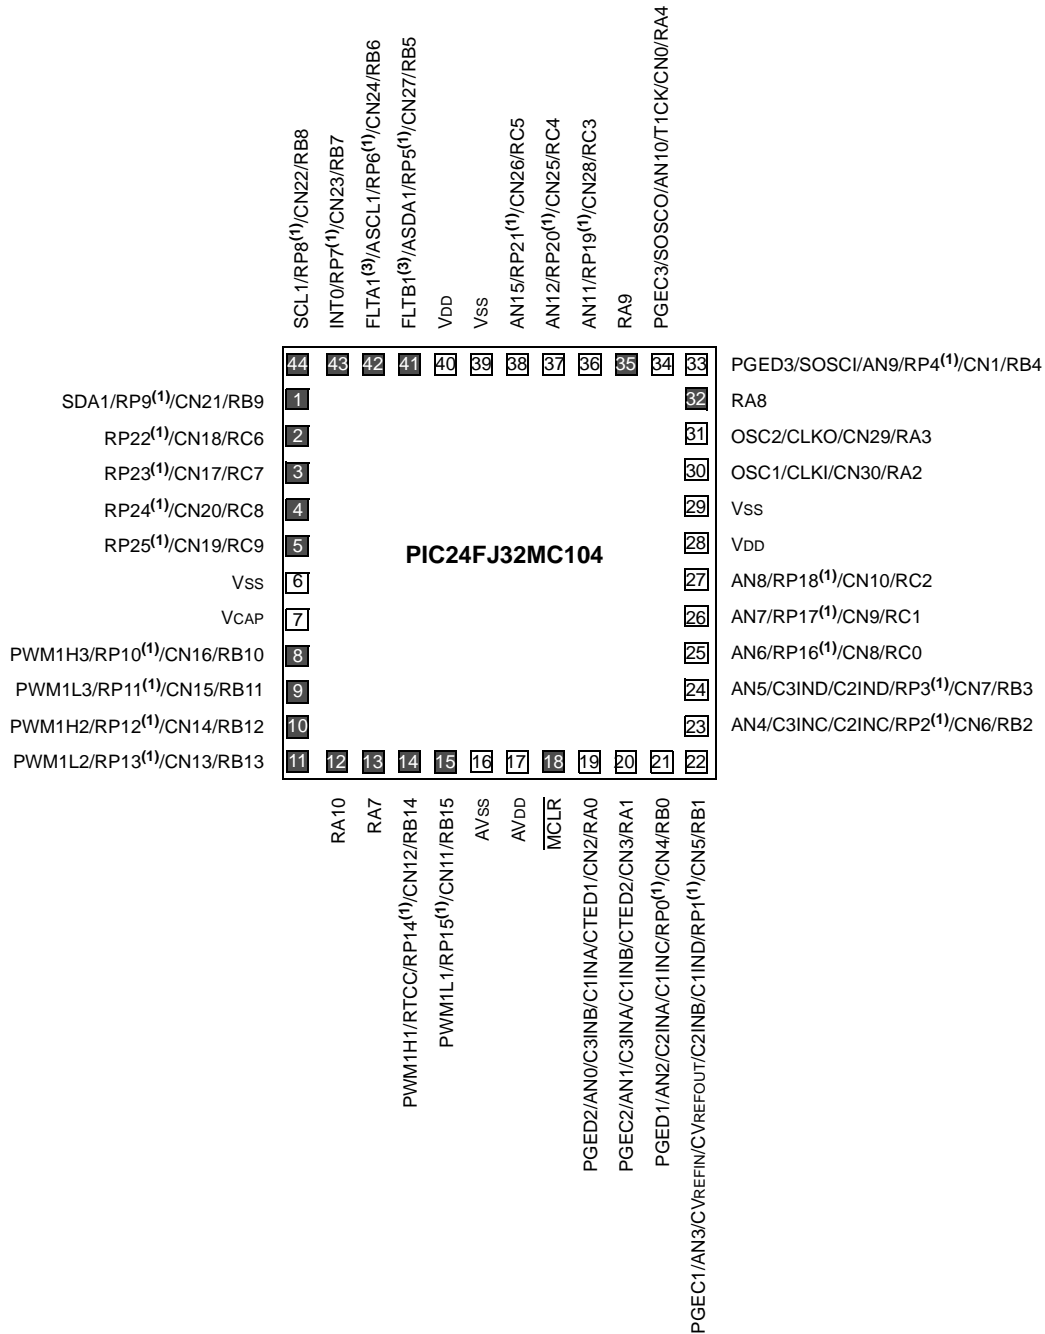 SCL1/RP8(1)/CN22/RB8
INT0/RP7(1)/CN23/RB7
FLTA1(3)/ASCL1/RP6(1)/CN24/RB6
FLTB1(3)/ASDA1/RP5(1)/CN27/RB5
VDD
VSS
AN15/RP21(1)/CN26/RC5
AN12/RP20(1)/CN25/RC4
AN11/RP19(1)/CN28/RC3
RA9
PGEC3/SOSCO/AN10/T1CK/CN0/RA4
44 43 42 41 40 39 38 37 36 35 34 33 PGED3/SOSCI/AN9/RP4(1)/CN1/RB4
SDA1/RP9(1)/CN21/RB9 1 32 RA8
RP22(1)/CN18/RC6 2 31 OSC2/CLKO/CN29/RA3
RP23(1)/CN17/RC7 3 30 OSC1/CLKI/CN30/RA2
RP24(1)/CN20/RC8 4 29 VSS
RP25(1)/CN19/RC9 5 PIC24FJ32MC104 28 VDD
VSS 6 27 AN8/RP18(1)/CN10/RC2
VCAP 7 26 AN7/RP17(1)/CN9/RC1
PWM1H3/RP10(1)/CN16/RB10 8 25 AN6/RP16(1)/CN8/RC0
PWM1L3/RP11(1)/CN15/RB11 9 24 AN5/C3IND/C2IND/RP3(1)/CN7/RB3
PWM1H2/RP12(1)/CN14/RB12 10 23 AN4/C3INC/C2INC/RP2(1)/CN6/RB2
PWM1L2/RP13(1)/CN13/RB13 11 12 13 14 15 16 17 18 19 20 21 22
RA10
RA7
PWM1H1/RTCC/RP14(1)/CN12/RB14
PWM1L1/RP15(1)/CN11/RB15
AVSS
AVDD
MCLR
PGED2/AN0/C3INB/C1INA/CTED1/CN2/RA0
PGEC2/AN1/C3INA/C1INB/CTED2/CN3/RA1
PGED1/AN2/C2INA/C1INC/RP0(1)/CN4/RB0
PGEC1/AN3/CVREFIN/CVREFOUT/C2INB/C1IND/RP1(1)/CN5/RB1